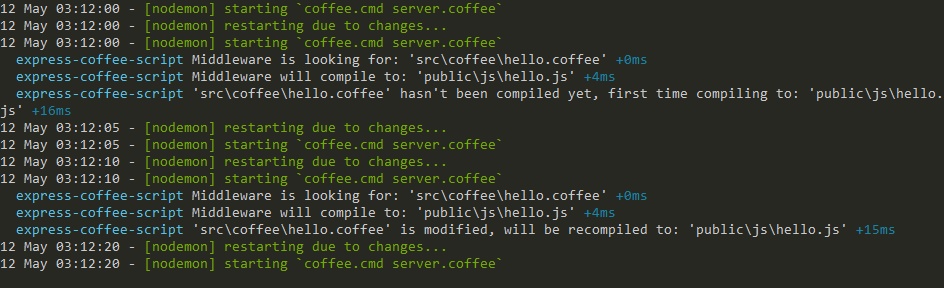 12 May 03:12:00 - [nodemon] starting `coffee.cmd server.coffee`
12 May 03:12:00 - [nodemon] restarting due to changes...
12 May 03:12:00 - [nodemon] starting `coffee.cmd server.coffee`
express-coffee-script Middleware is looking for: 'src\coffee\hello.coffee' +0ms
express-coffee-script Middleware will compile to: 'public\js\hello.js' +4ms
express-coffee-script 'src\coffee\hello.coffee' hasn't been compiled yet, first time compiling to: 'public\js\hello.
js' +16ms
12 May 03:12:05 - [nodemon] restarting due to changes...
12 May 03:12:05 - [nodemon] starting `coffee.cmd server.coffee`
12 May 03:12:10 - [nodemon] restarting due to changes...
12 May 03:12:10 - [nodemon] starting `coffee.cmd server.coffee`
express-coffee-script Middleware is looking for: 'src\coffee\hello.coffee' +0ms
express-coffee-script Middleware will compile to: 'public\js\hello.js' +4ms
express-coffee-script 'src\coffee\hello.coffee' is modified, will be recompiled to: 'public\js\hello.js' +15ms
12 May 03:12:20 - [nodemon] restarting due to changes...
12 May 03:12:20 - [nodemon] starting `coffee.cmd server.coffee`